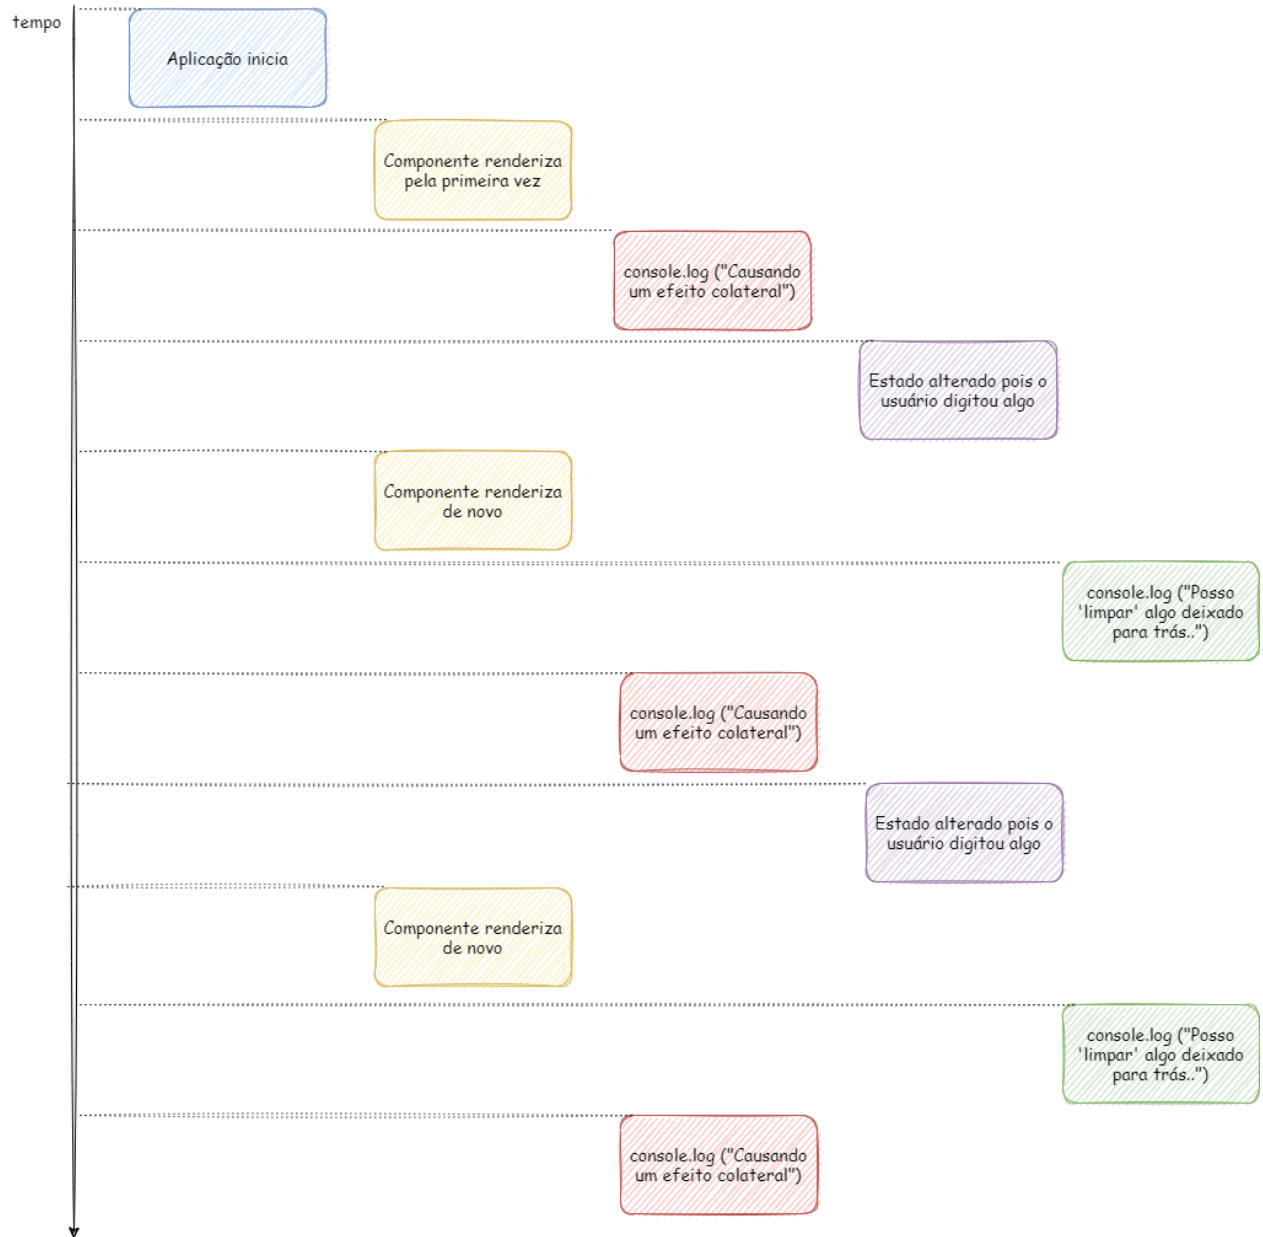 tempo
Aplicação inicia
Componente renderiza
pela primeira vez
console.log ("Causando
um efeito colateral")
Estado alterado pois o
usuário digitou algo
Componente renderiza
de novo
console.log ("Posso
'limpar' algo deixado
para trás..")
console.log ("Causando
um efeito colateral")
Estado alterado pois o
usuário digitou algo
Componente renderiza
de novo
console.log ("Posso
'limpar' algo deixado
para trás..")
console.log ("Causando
um efeito colateral")